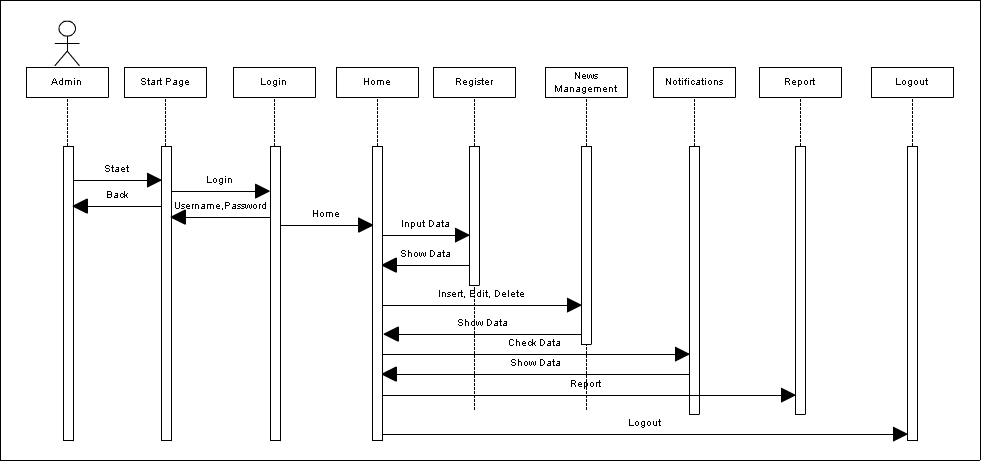 Admin
Start Page
Login
Home
Register
News
Management
Notifications
Report
Logout
Staet
Login
Back
Username,Password
Home
Input Data
Show Data
Insert, Edit, Delete
Show Data
Check Data
Show Data
Report
Logout